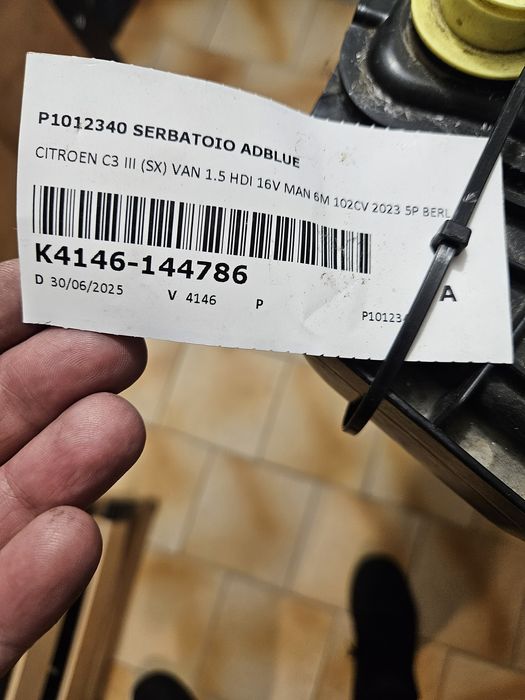 P1012340 SERBATOIO ADBLUE
CITROEN C3 III (SX) VAN 1.5 HDI 16V MAN 6M 102CV 2023 5P BERL
K4146-144786
D 30/06/2025 V 4146 P A
P10123